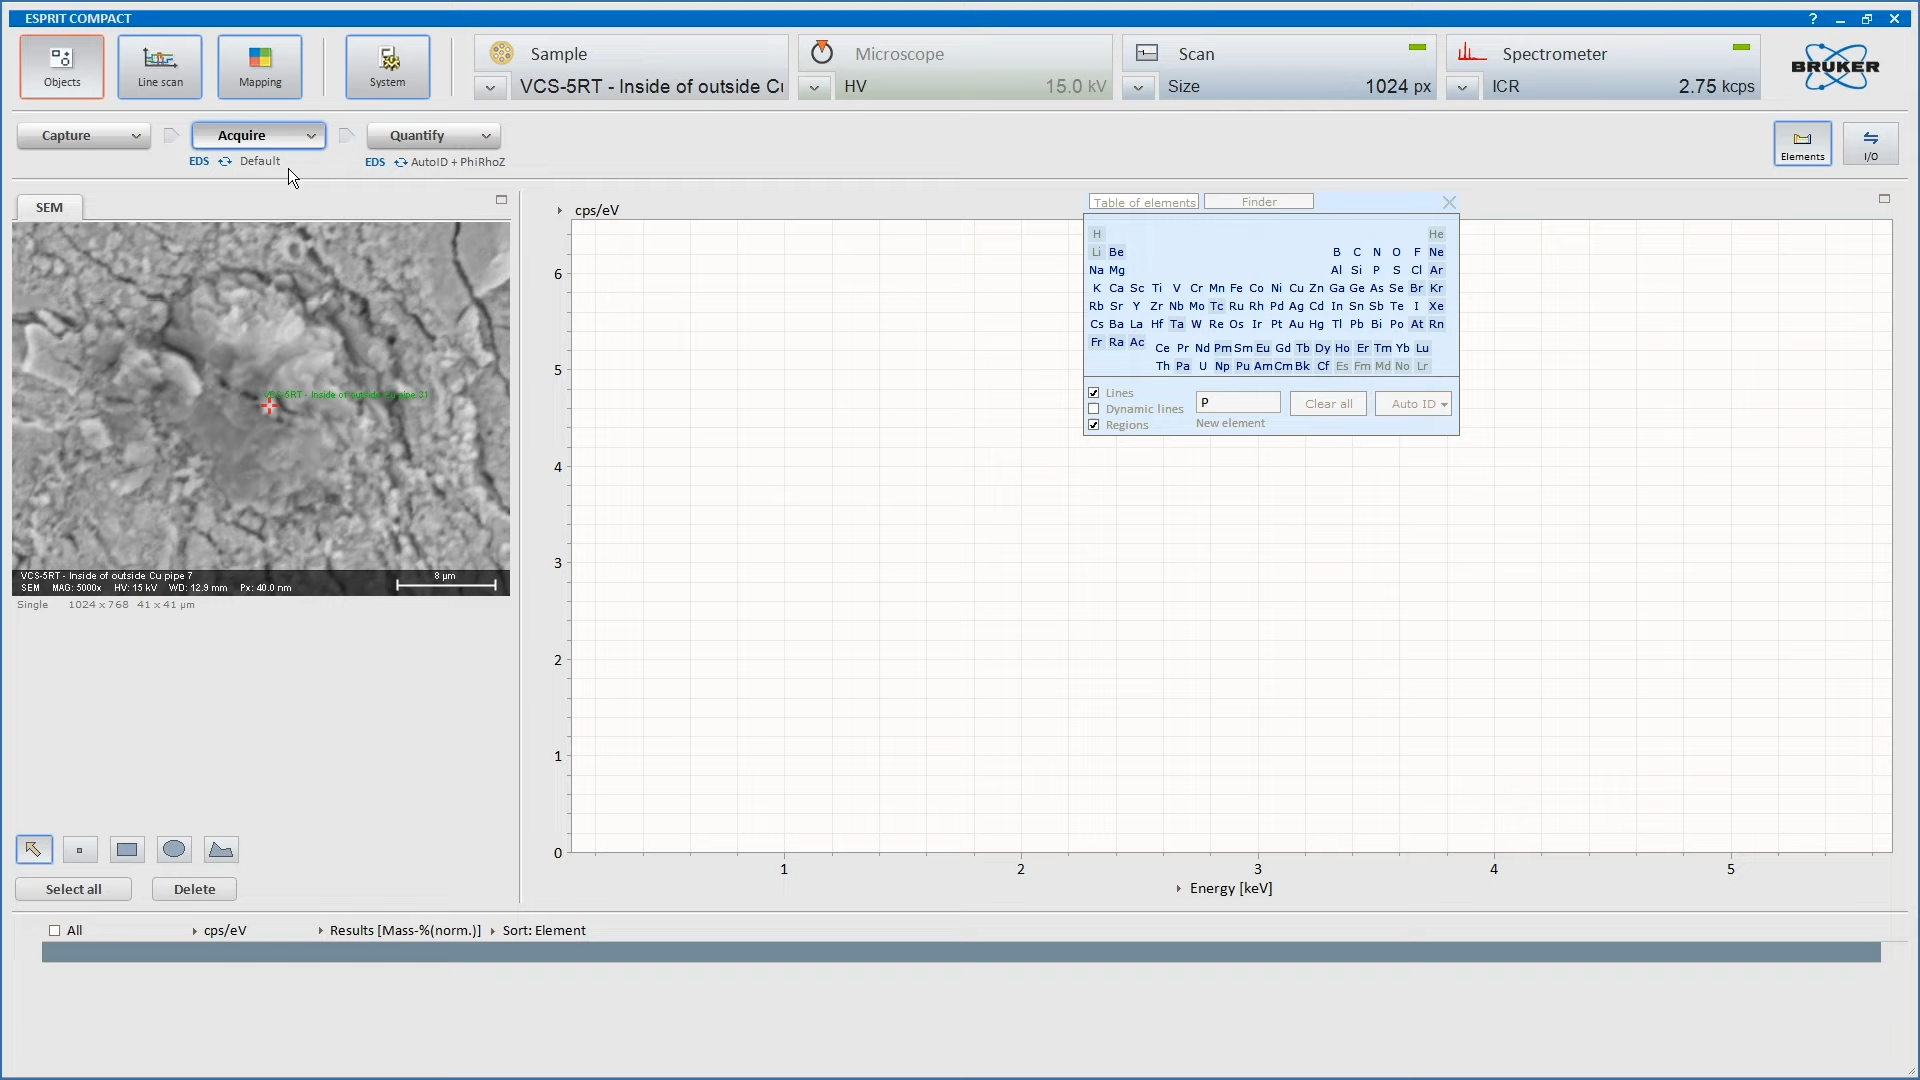 ESPRIT COMPACT
?
Objects
Line scan
Mapping
System
Sample
VCS-5RT - Inside of outside Cu
Microscope
HV 15.0 kV
Scan
Size 1024 px
Spectrometer
ICR 2.75 kcps
BRUKER
Capture
Acquire
Quantify
EDS Default
EDS AutoID + PhiRhoZ
Elements
I/O
SEM
VCS-5RT - Inside of outside Cu pipe 31
VCS-5RT - Inside of outside Cu pipe 7
SEM MAG: 5000x HV: 15 kV WD: 12.9 mm Px: 40.0 nm
8 µm
Single 1024 x 768 41 x 41 µm
Select all
Delete
cps/eV
6
5
4
3
2
1
0
1 2 3 4 5
Energy [keV]
Table of elements
Finder
H He
Li Be B C N O F Ne
Na Mg Al Si P S Cl Ar
K Ca Sc Ti V Cr Mn Fe Co Ni Cu Zn Ga Ge As Se Br Kr
Rb Sr Y Zr Nb Mo Tc Ru Rh Pd Ag Cd In Sn Sb Te I Xe
Cs Ba La Hf Ta W Re Os Ir Pt Au Hg Tl Pb Bi Po At Rn
Fr Ra Ac
Ce Pr Nd Pm Sm Eu Gd Tb Dy Ho Er Tm Yb Lu
Th Pa U Np Pu Am Cm Bk Cf Es Fm Md No Lr
Lines
Dynamic lines
Regions
P
New element
Clear all
Auto ID
All
cps/eV
Results [Mass-%(norm.)]
Sort: Element